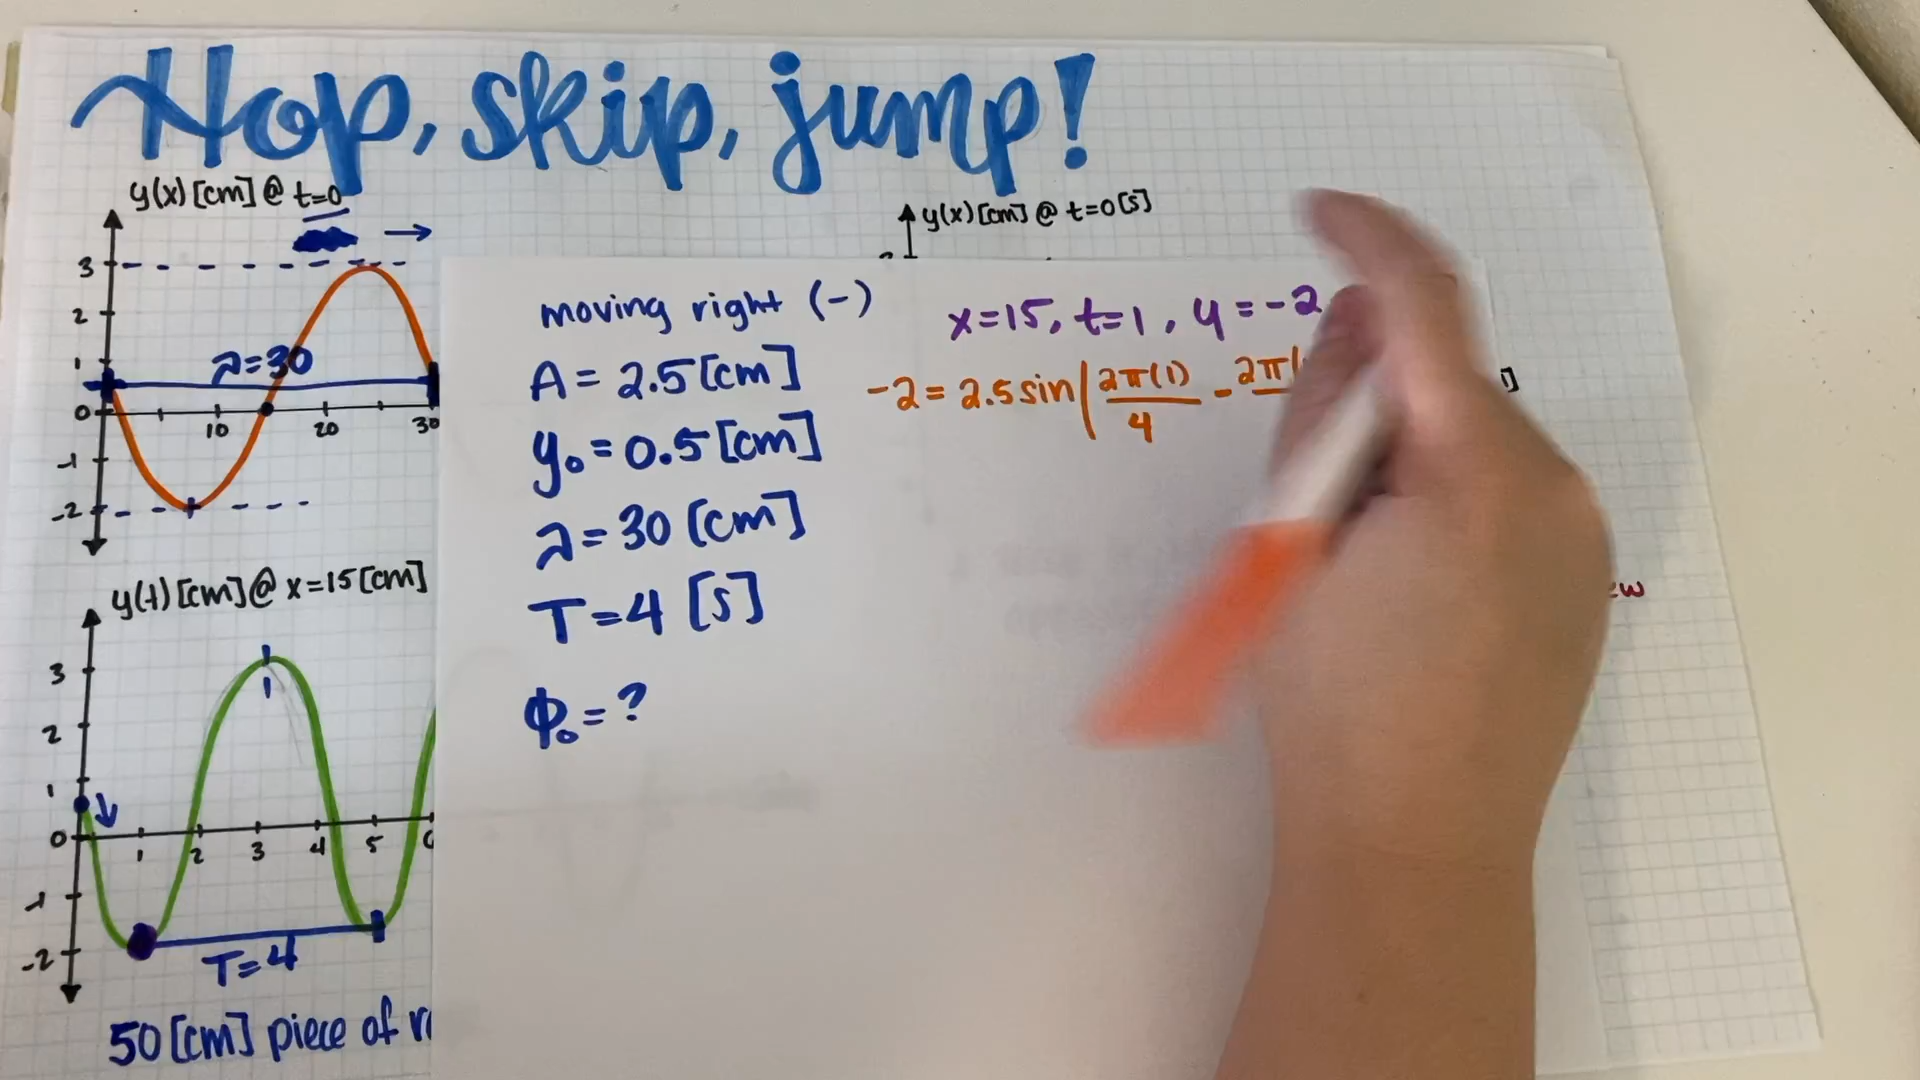 Hop, skip, jump!
y(x) [cm] @ t=0
3
2
1
0
-1
-2
10
20
30
λ=30
y(t) [cm] @ x=15 [cm]
3
2
1
0
-1
-2
1
2
3
4
5
T=4
50 [cm] piece of
y(x) [cm] @ t=0 [s]
moving right (-)
A = 2.5 [cm]
y₀ = 0.5 [cm]
λ = 30 [cm]
T = 4 [s]
φ₀ = ?
x=15, t=1, y=-2
-2 = 2.5 sin(2π(1)/4 - 2π(